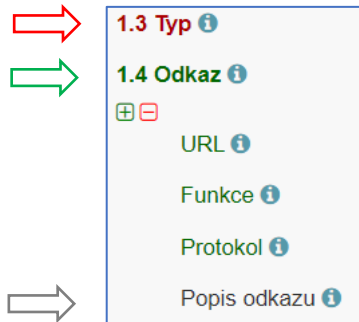 1.3 Typ
1.4 Odkaz
URL
Funkce
Protokol
Popis odkazu